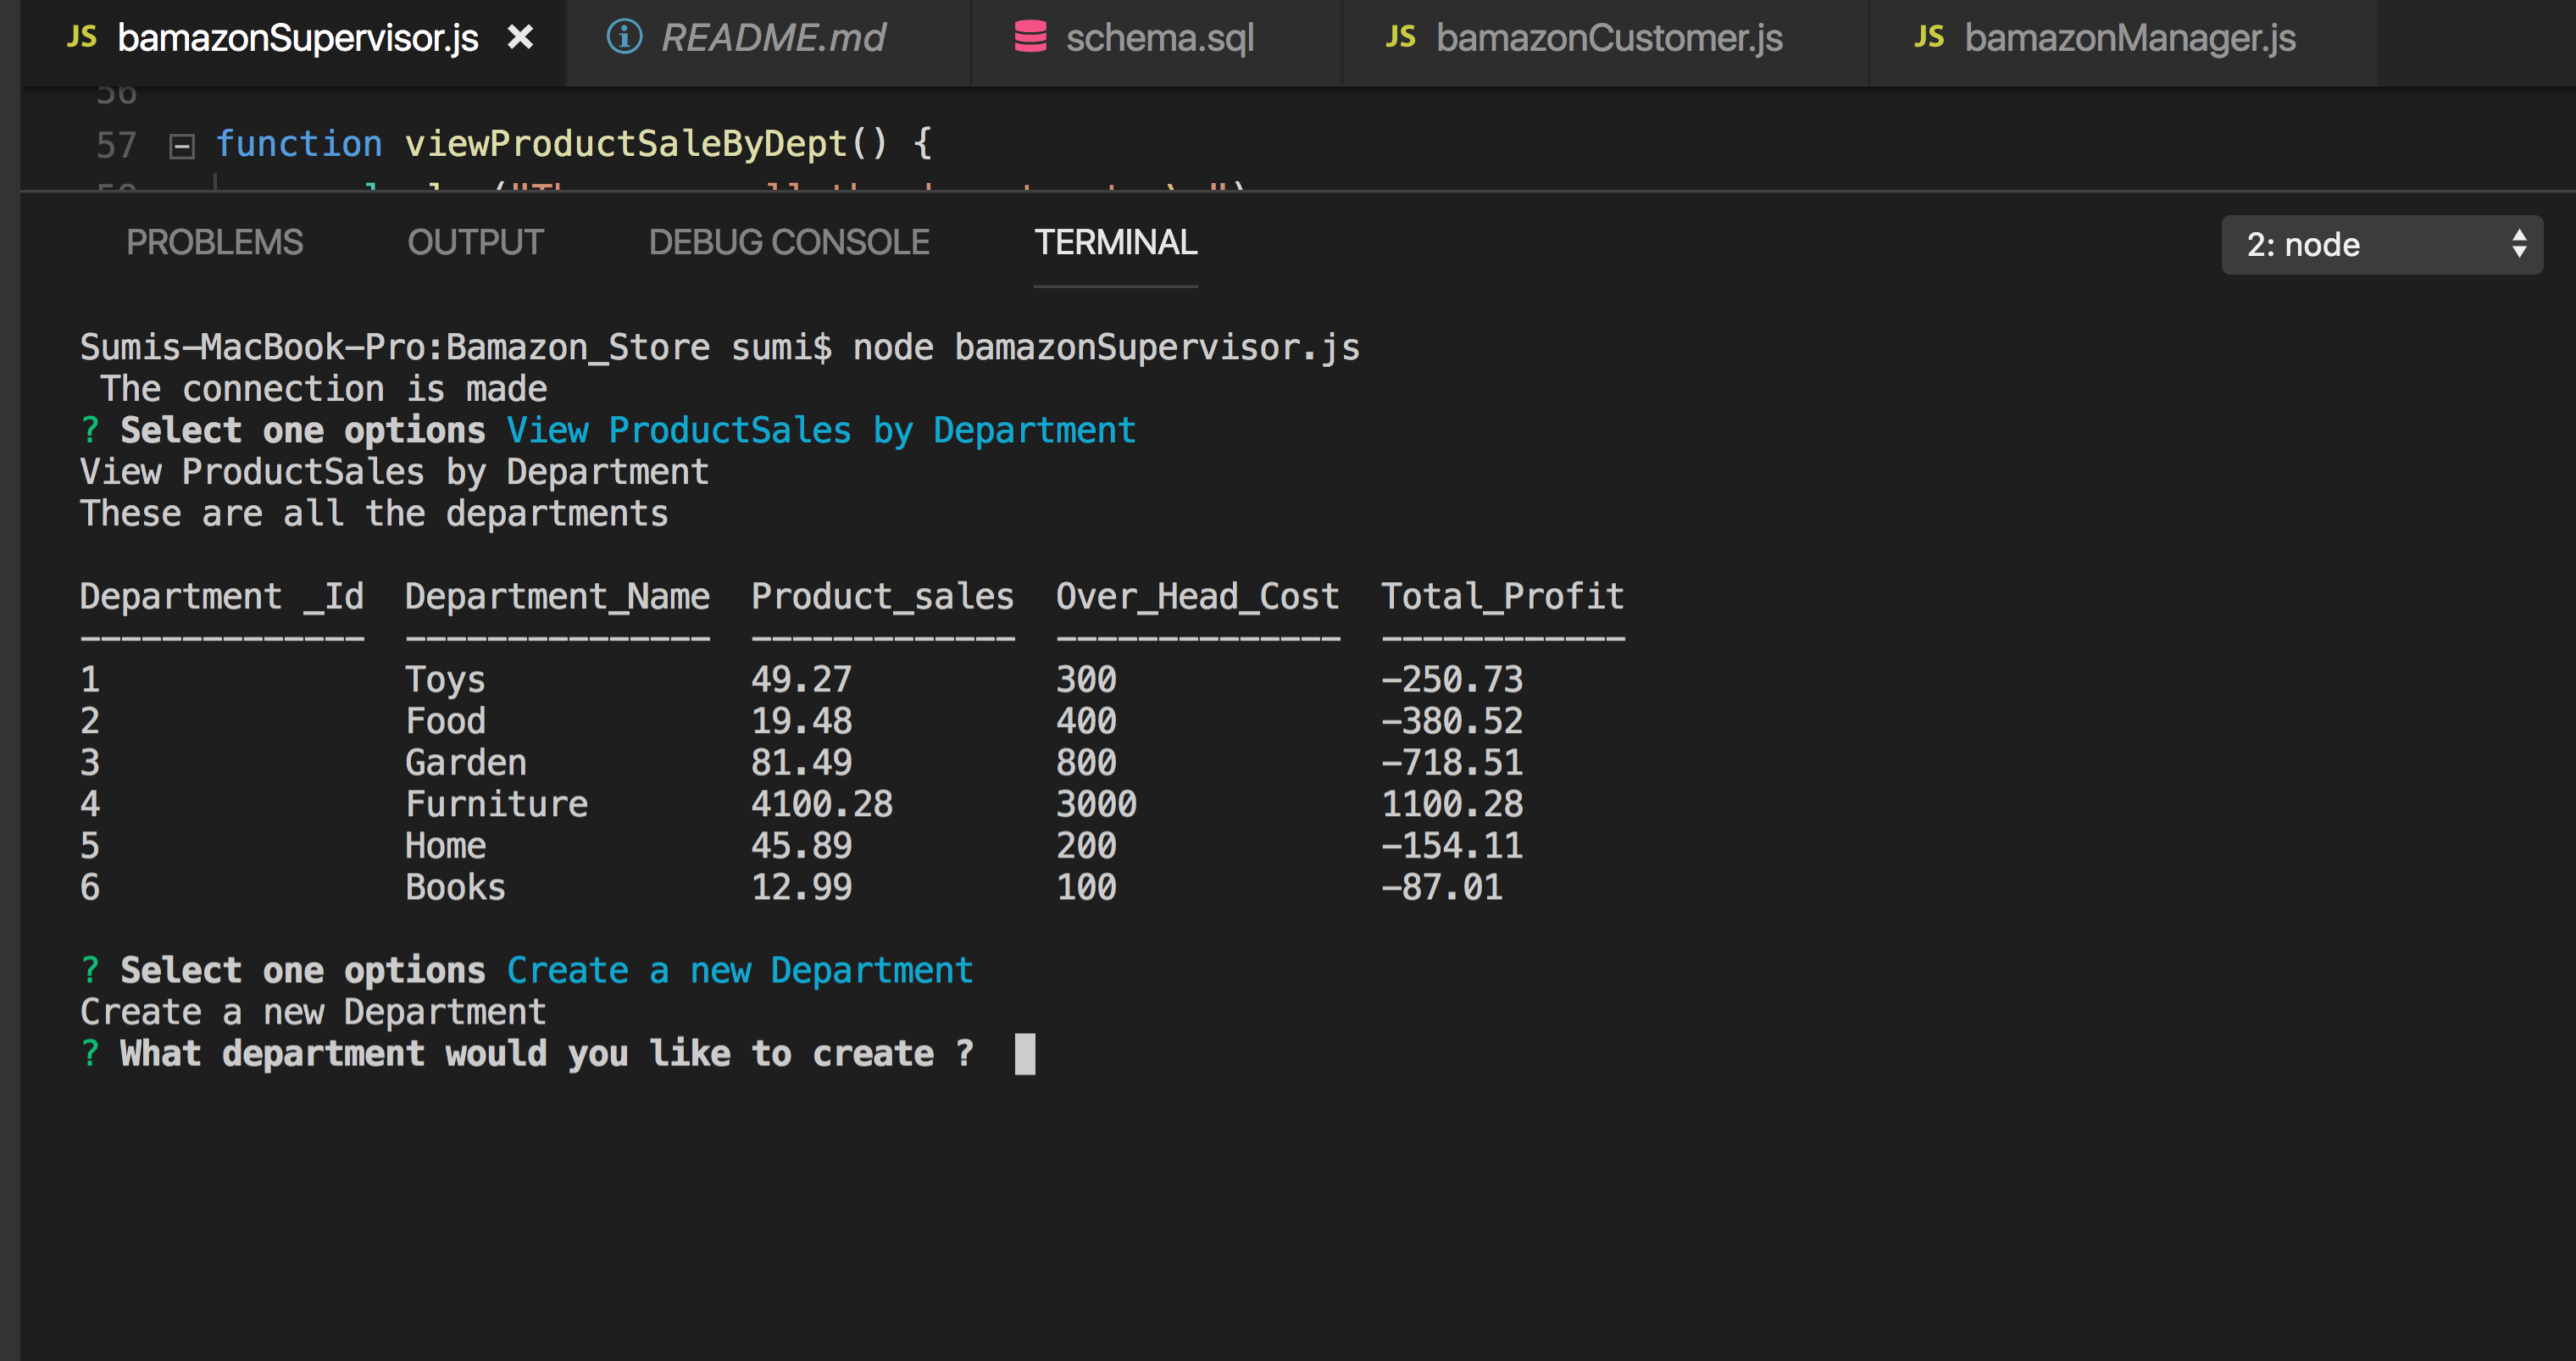 JS bamazonSupervisor.js × README.md schema.sql JS bamazonCustomer.js JS bamazonManager.js
56
57 function viewProductSaleByDept() {
PROBLEMS OUTPUT DEBUG CONSOLE TERMINAL 2: node
Sumis-MacBook-Pro:Bamazon_Store sumi$ node bamazonSupervisor.js
The connection is made
? Select one options View ProductSales by Department
View ProductSales by Department
These are all the departments
Department _Id Department_Name Product_sales Over_Head_Cost Total_Profit
-------------- --------------- ------------- -------------- ------------
1 Toys 49.27 300 -250.73
2 Food 19.48 400 -380.52
3 Garden 81.49 800 -718.51
4 Furniture 4100.28 3000 1100.28
5 Home 45.89 200 -154.11
6 Books 12.99 100 -87.01
? Select one options Create a new Department
Create a new Department
? What department would you like to create ?